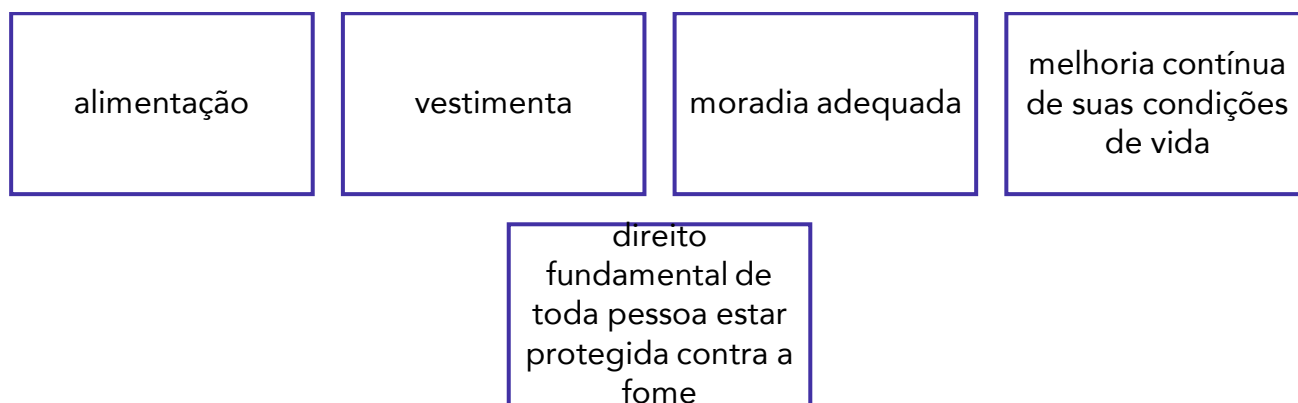 alimentação
vestimenta
moradia adequada
melhoria contínua
de suas condições
de vida
direito
fundamental de
toda pessoa estar
protegida contra a
fome